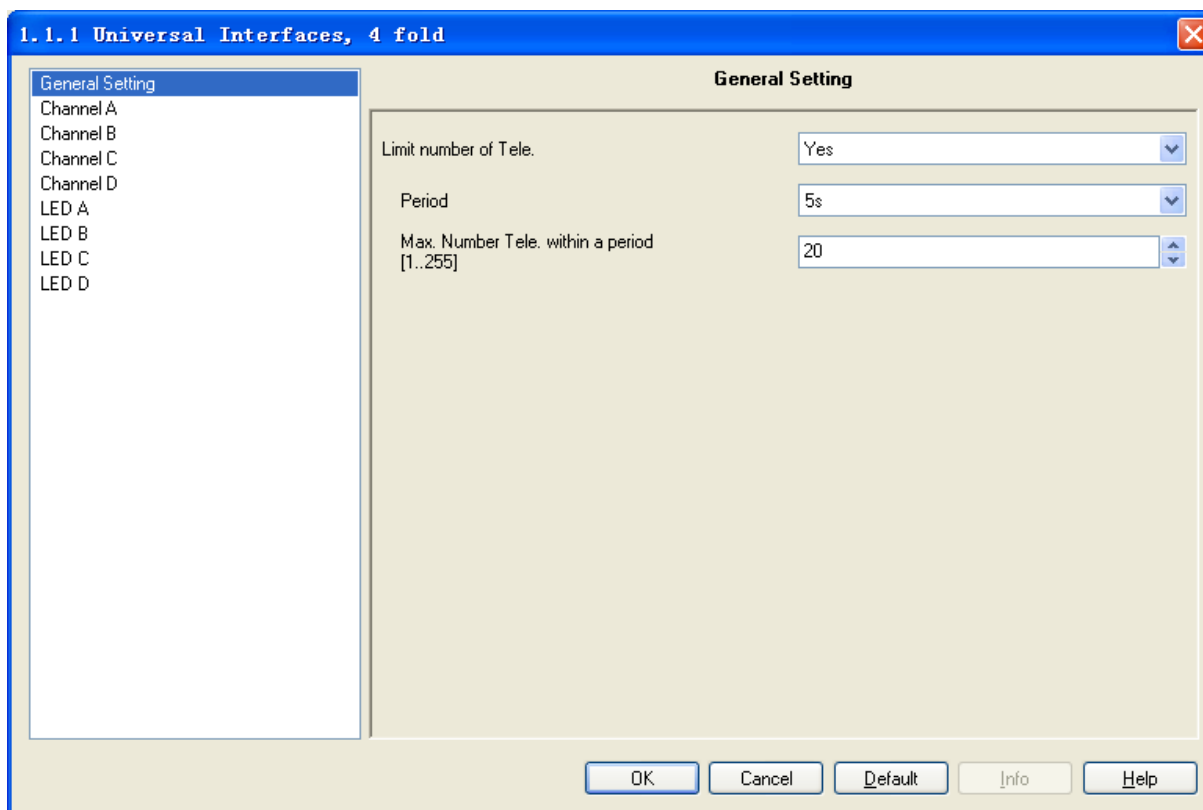 1.1.1 Universal Interfaces, 4 fold
General Setting
Channel A
Channel B
Channel C
Channel D
LED A
LED B
LED C
LED D
General Setting
Limit number of Tele.
Yes
Period
5s
Max. Number Tele. within a period
[1..255]
20
OK
Cancel
Default
Info
Help